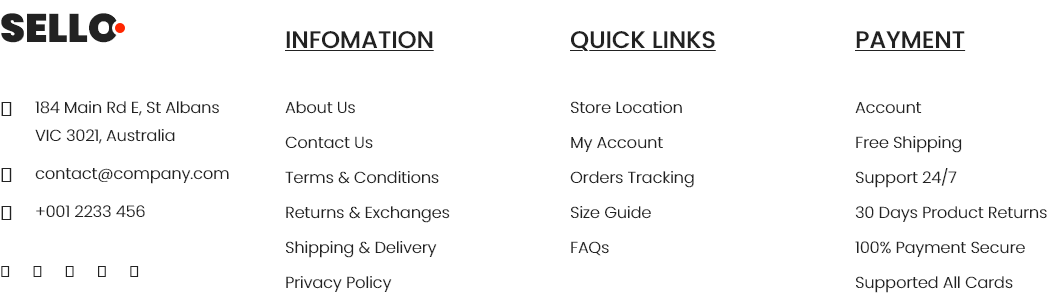 SELLO
184 Main Rd E, St Albans
VIC 3021, Australia
contact@company.com
+001 2233 456
INFOMATION
About Us
Contact Us
Terms & Conditions
Returns & Exchanges
Shipping & Delivery
Privacy Policy
QUICK LINKS
Store Location
My Account
Orders Tracking
Size Guide
FAQs
PAYMENT
Account
Free Shipping
Support 24/7
30 Days Product Returns
100% Payment Secure
Supported All Cards